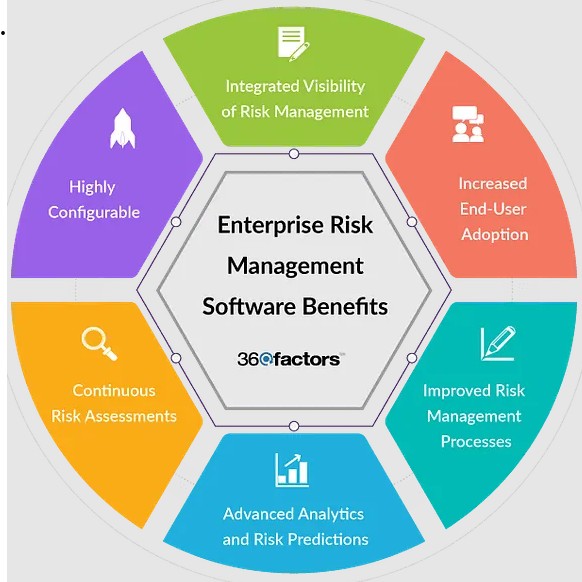 Integrated Visibility
of Risk Management
Increased
End-User
Adoption
Improved Risk
Management
Processes
Advanced Analytics
and Risk Predictions
Continuous
Risk Assessments
Highly
Configurable
Enterprise Risk
Management
Software Benefits
360factors